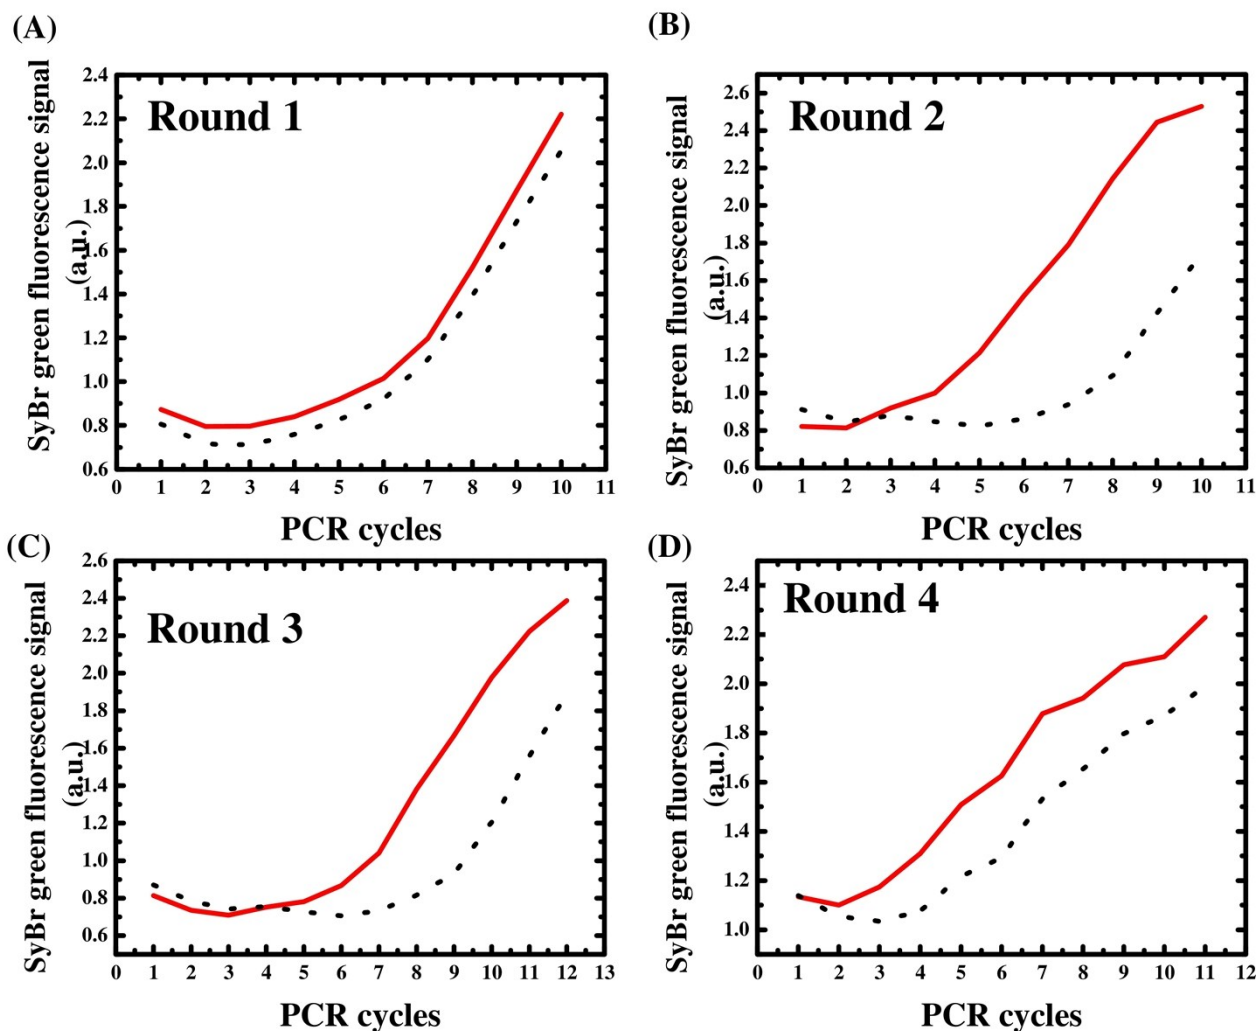 (A)
SyBr green fluorescence signal
(a.u.)
Round 1
2.4
2.2
2.0
1.8
1.6
1.4
1.2
1.0
0.8
0.6
0 1 2 3 4 5 6 7 8 9 10 11
PCR cycles
(B)
SyBr green fluorescence signal
(a.u.)
Round 2
2.6
2.4
2.2
2.0
1.8
1.6
1.4
1.2
1.0
0.8
0.6
0 1 2 3 4 5 6 7 8 9 10 11
PCR cycles
(C)
SyBr green fluorescence signal
(a.u.)
Round 3
2.6
2.4
2.2
2.0
1.8
1.6
1.4
1.2
1.0
0.8
0.6
0 1 2 3 4 5 6 7 8 9 10 11 12 13
PCR cycles
(D)
SyBr green fluorescence signal
(a.u.)
Round 4
2.4
2.2
2.0
1.8
1.6
1.4
1.2
1.0
0 1 2 3 4 5 6 7 8 9 10 11 12
PCR cycles